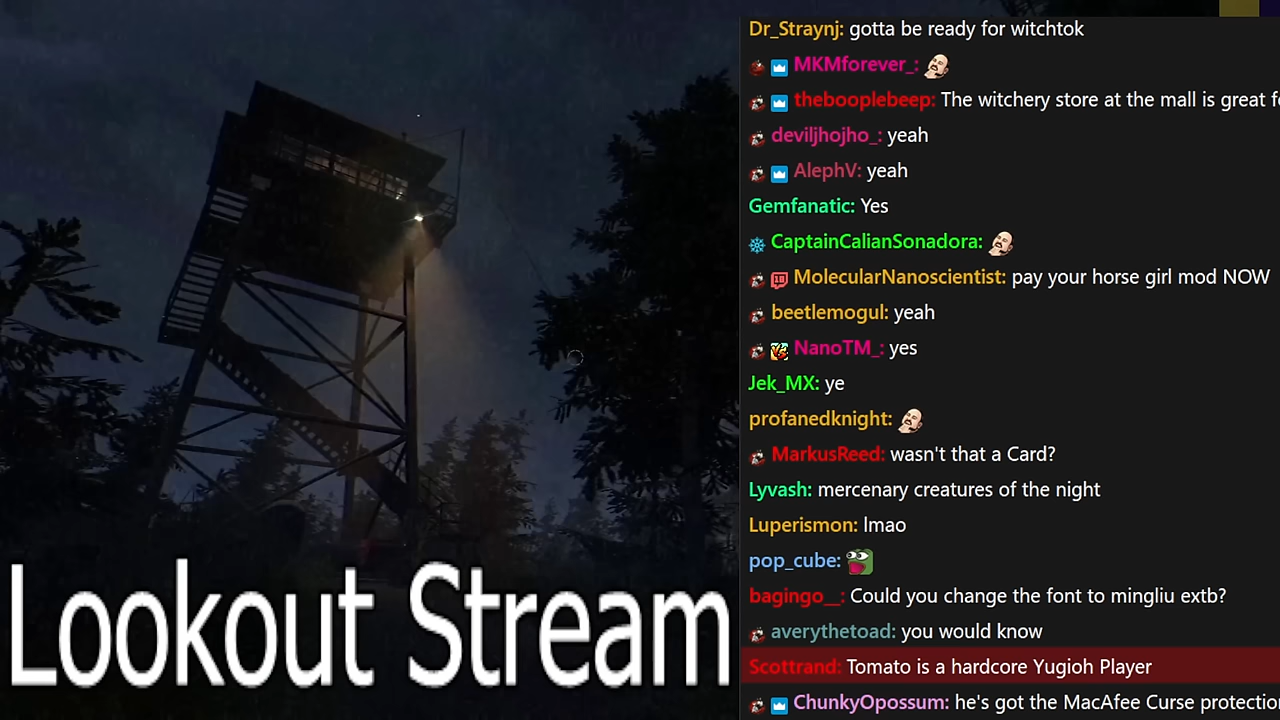 Dr_Straynj: gotta be ready for witchtok
MKMforever_:
thebooplebeep: The witchery store at the mall is great
deviljhojho_: yeah
AlephV: yeah
Gemfanatic: Yes
CaptainCalianSonadora:
MolecularNanoscientist: pay your horse girl mod NOW
beetlemogul: yeah
NanoTM_: yes
Jek_MX: ye
profanedknight:
MarkusReed: wasn't that a Card?
Lyvash: mercenary creatures of the night
Luperismon: lmao
pop_cube:
bagingo__: Could you change the font to mingliu extb?
averythetoad: you would know
Scottrand: Tomato is a hardcore Yugioh Player
ChunkyOpossum: he's got the MacAfee Curse protectio
Lookout Stream